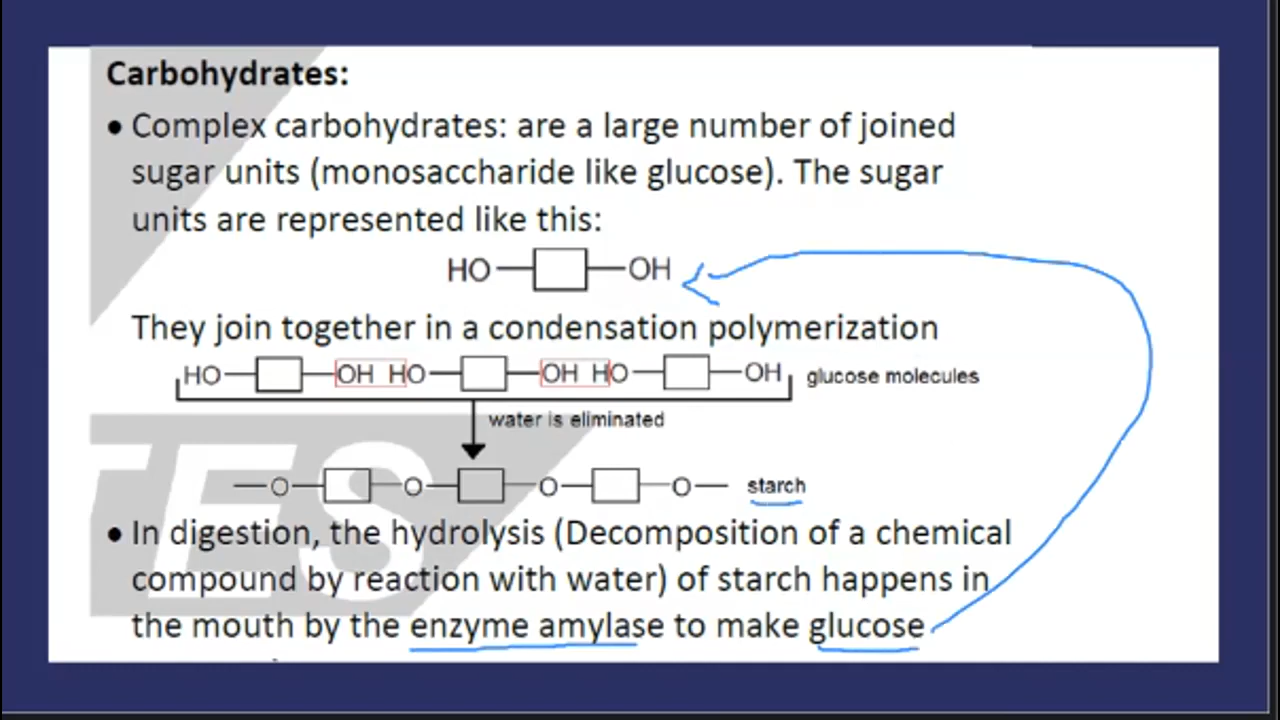 Carbohydrates:
• Complex carbohydrates: are a large number of joined
sugar units (monosaccharide like glucose). The sugar
units are represented like this:
HO OH
They join together in a condensation polymerization
HO OH HO OH HO OH glucose molecules
water is eliminated
O O O O starch
• In digestion, the hydrolysis (Decomposition of a chemical
compound by reaction with water) of starch happens in
the mouth by the enzyme amylase to make glucose